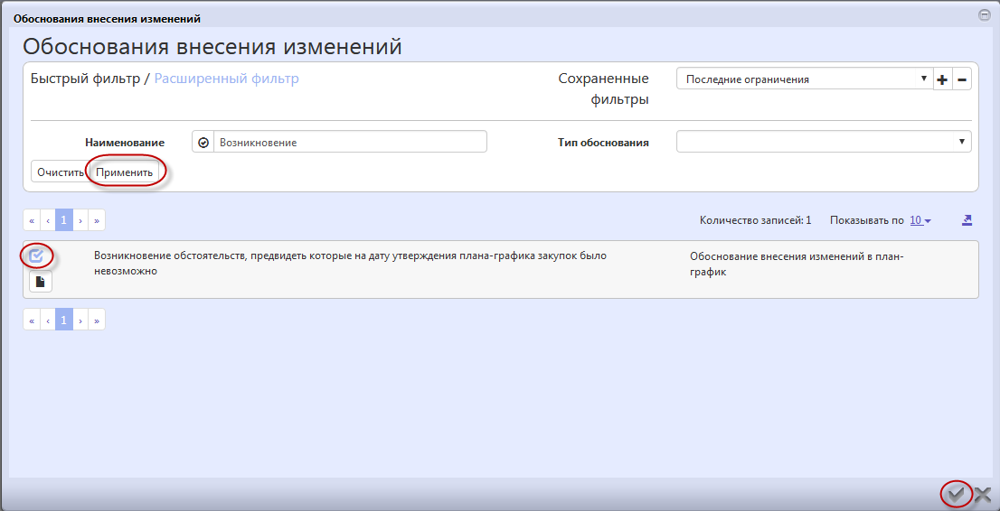 Обоснования внесения изменений
Обоснования внесения изменений
Быстрый фильтр / Расширенный фильтр
Сохраненные
фильтры
Последние ограничения
Наименование
Возникновение
Тип обоснования
Очистить
Применить
« ‹ 1 › »
Количество записей: 1
Показывать по 10
Возникновение обстоятельств, предвидеть которые на дату утверждения плана-графика закупок было
невозможно
Обоснование внесения изменений в план-
график
« ‹ 1 › »